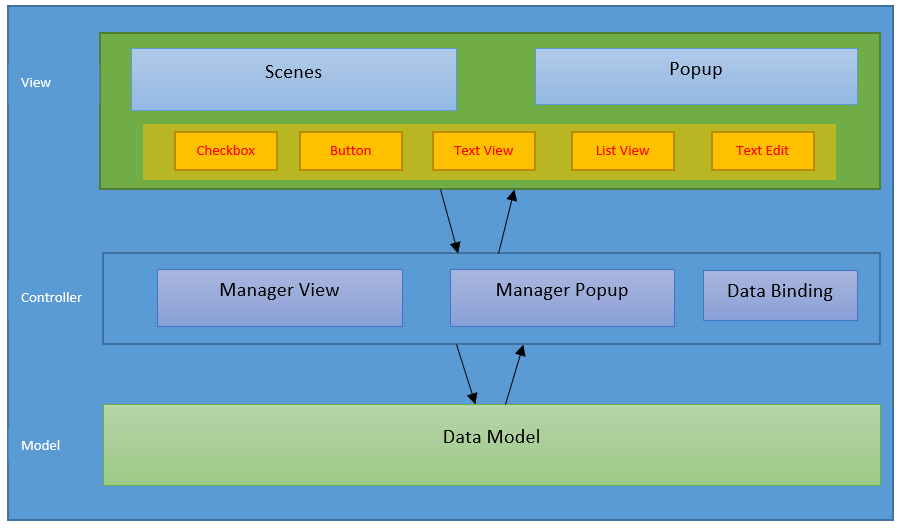 View
Scenes
Popup
Checkbox
Button
Text View
List View
Text Edit
Controller
Manager View
Manager Popup
Data Binding
Model
Data Model